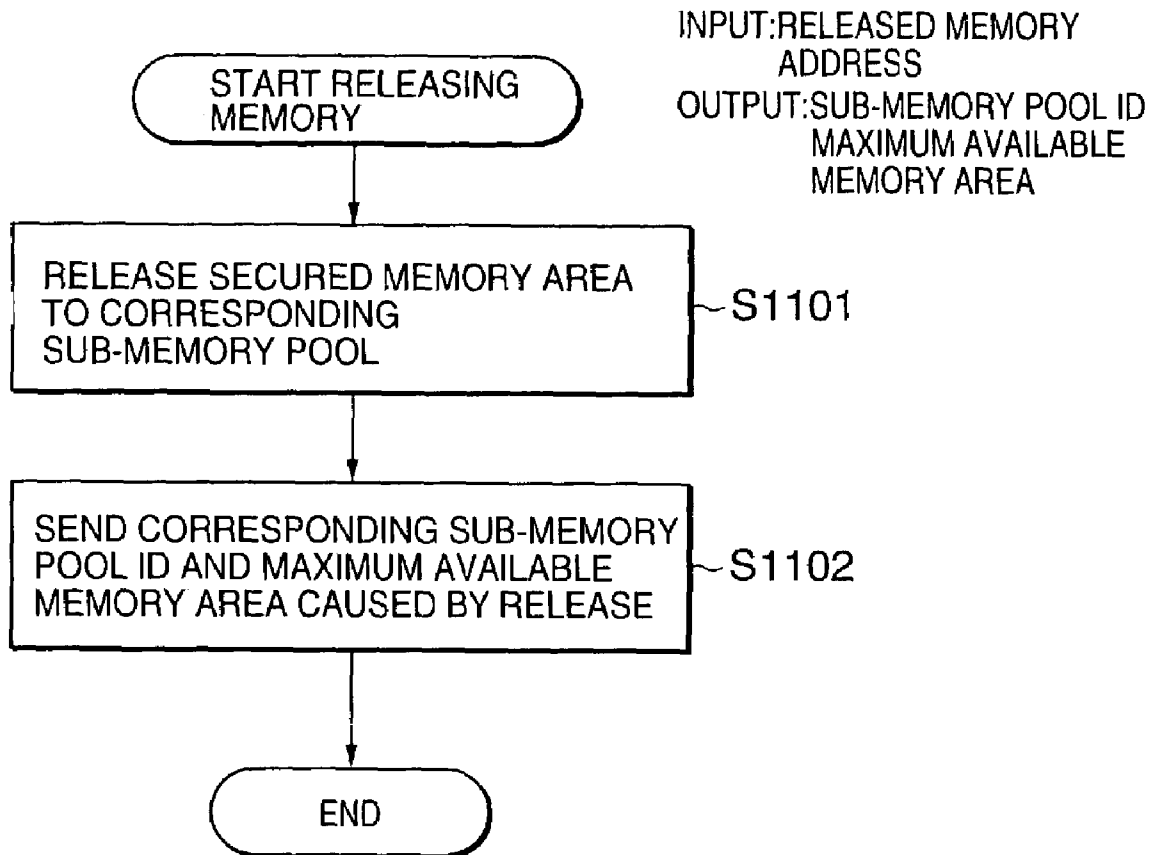 INPUT:RELEASED MEMORY
ADDRESS
OUTPUT:SUB-MEMORY POOL ID
MAXIMUM AVAILABLE
MEMORY AREA
START RELEASING
MEMORY
RELEASE SECURED MEMORY AREA
TO CORRESPONDING
SUB-MEMORY POOL
S1101
SEND CORRESPONDING SUB-MEMORY
POOL ID AND MAXIMUM AVAILABLE
MEMORY AREA CAUSED BY RELEASE
S1102
END